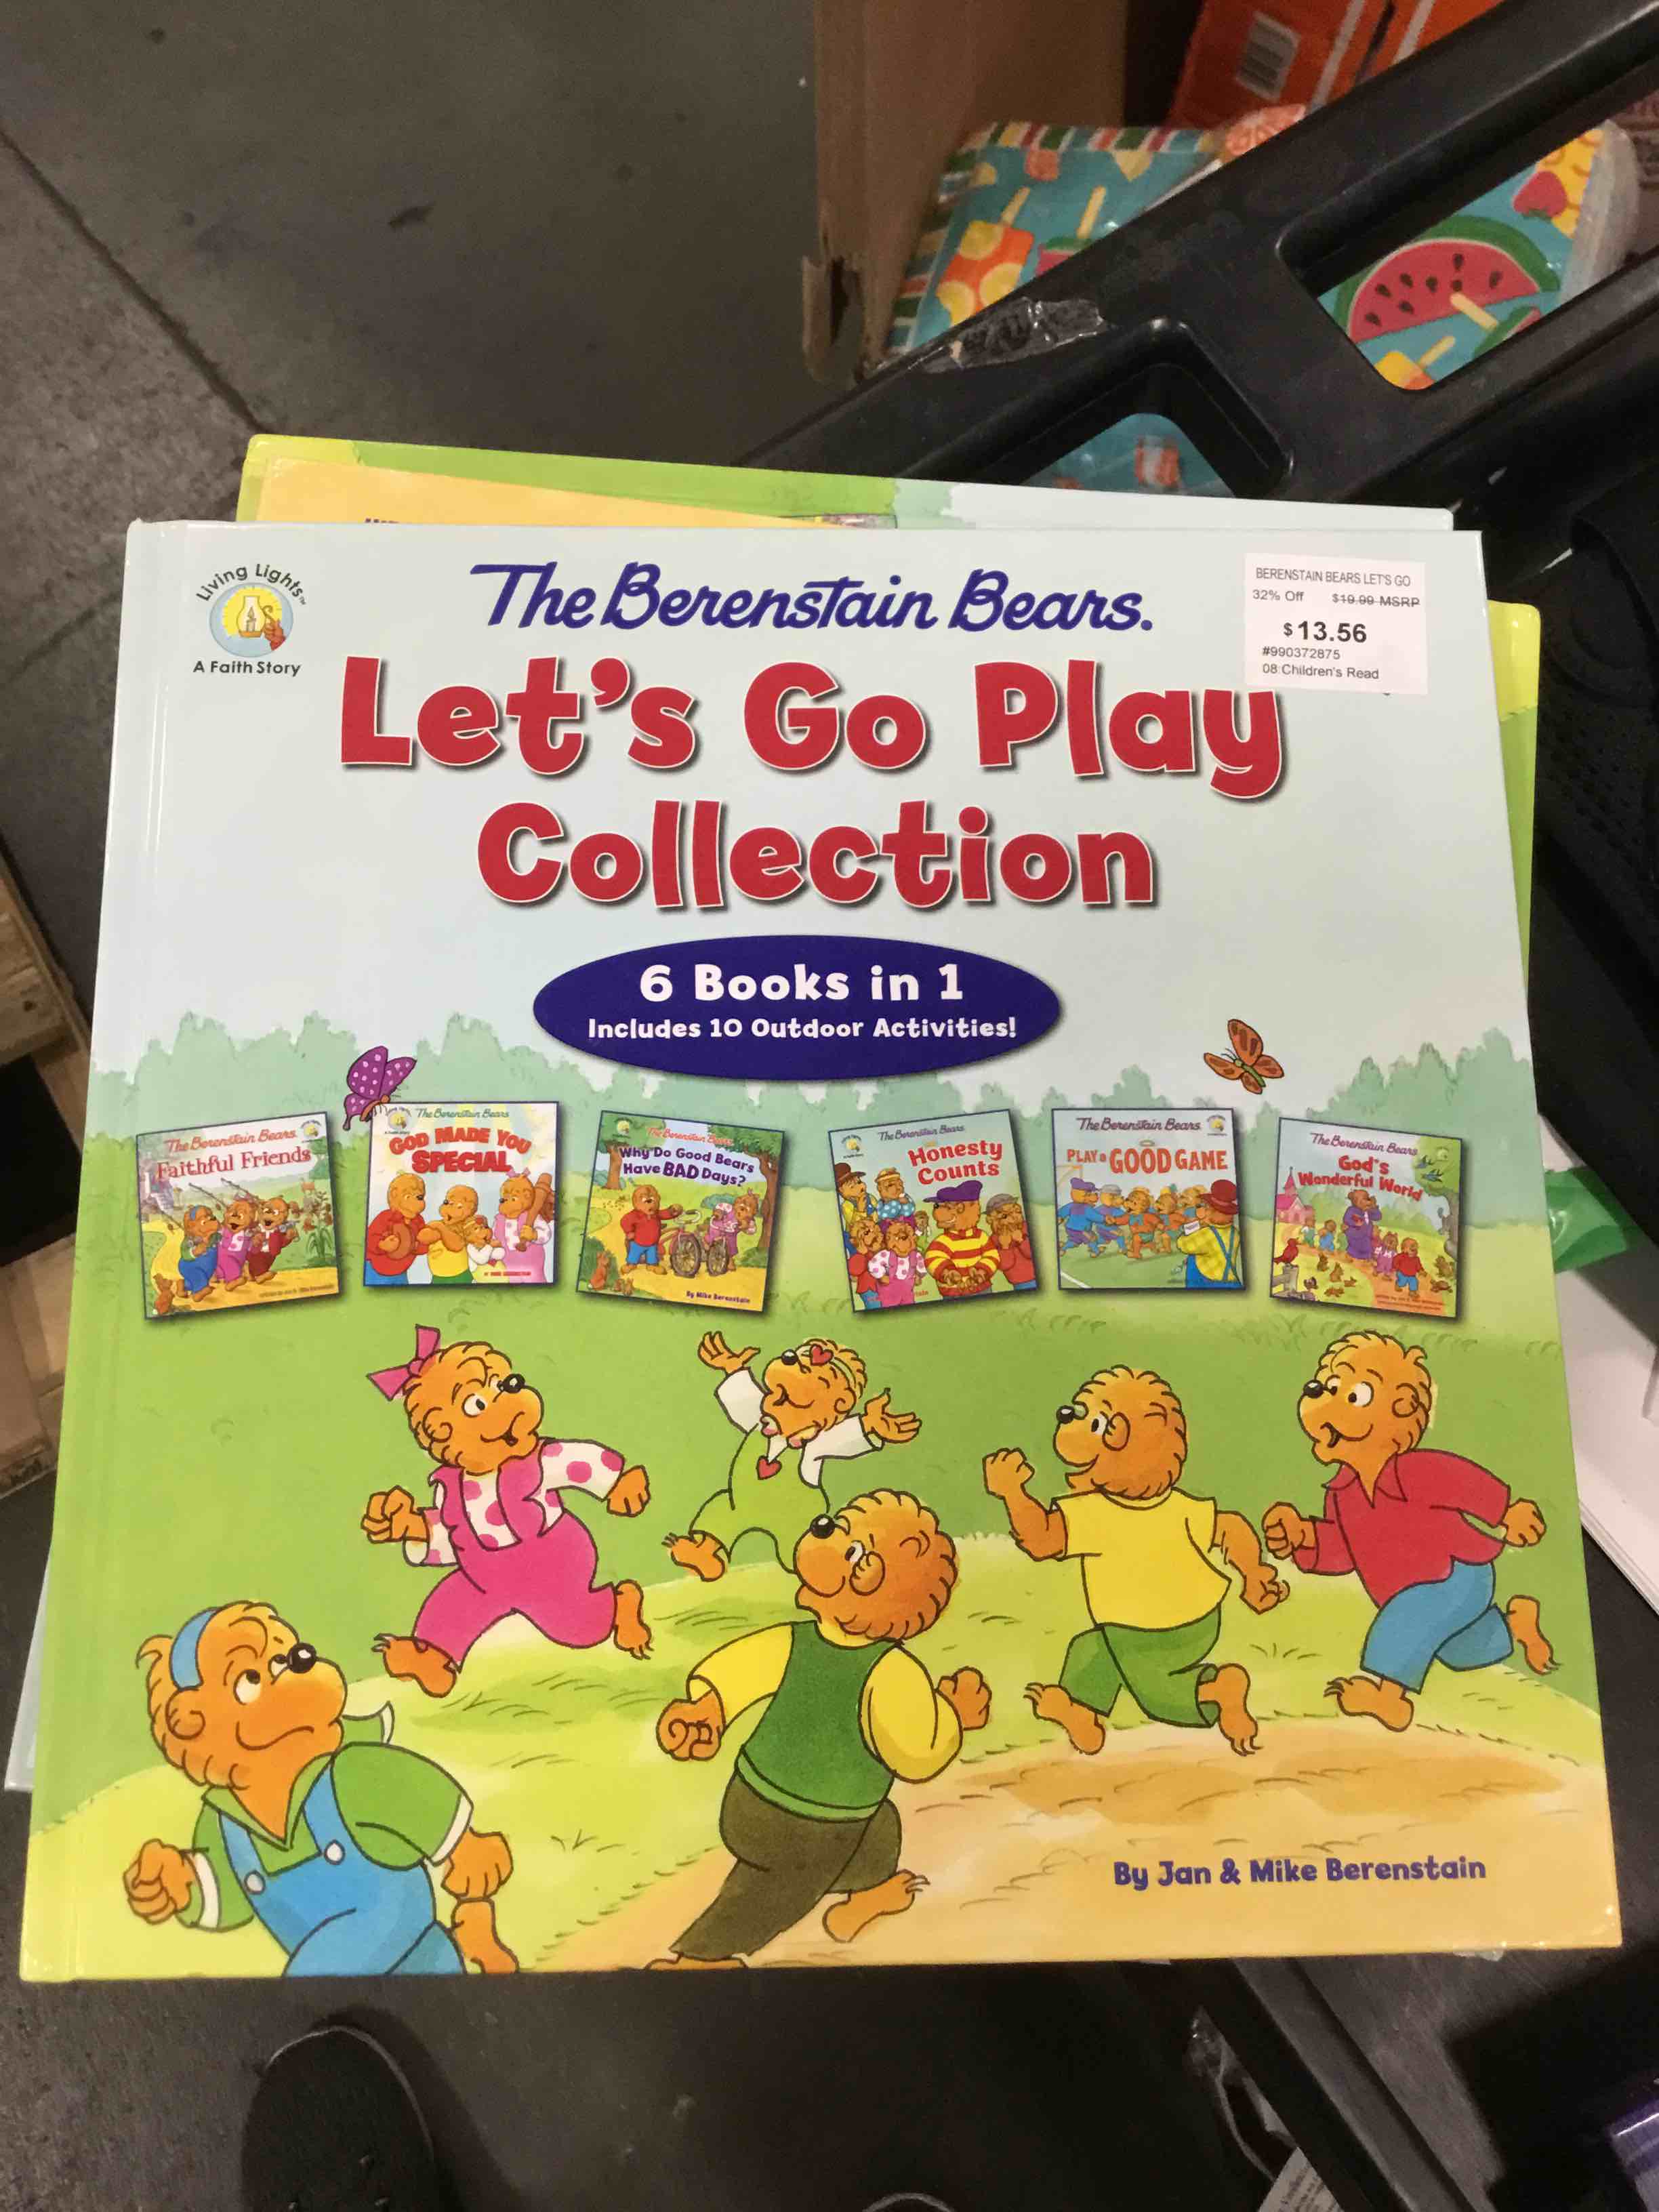 Living Lights™
A Faith Story
The Berenstain Bears.
BERENSTAIN BEARS LET'S GO
32% Off $19.99 MSRP
$13.56
#990372875
08 Children's Read
Let's Go Play
Collection
6 Books in 1
Includes 10 Outdoor Activities!
The Berenstain Bears
Faithful Friends
The Berenstain Bears
GOD MADE YOU
SPECIAL
The Berenstain Bears
Why Do Good Bears
Have BAD Days?
By Mike Berenstain
The Berenstain Bears
Honesty
Counts
The Berenstain Bears
PLAY a GOOD GAME
The Berenstain Bears
God's
Wonderful World
By Jan & Mike Berenstain